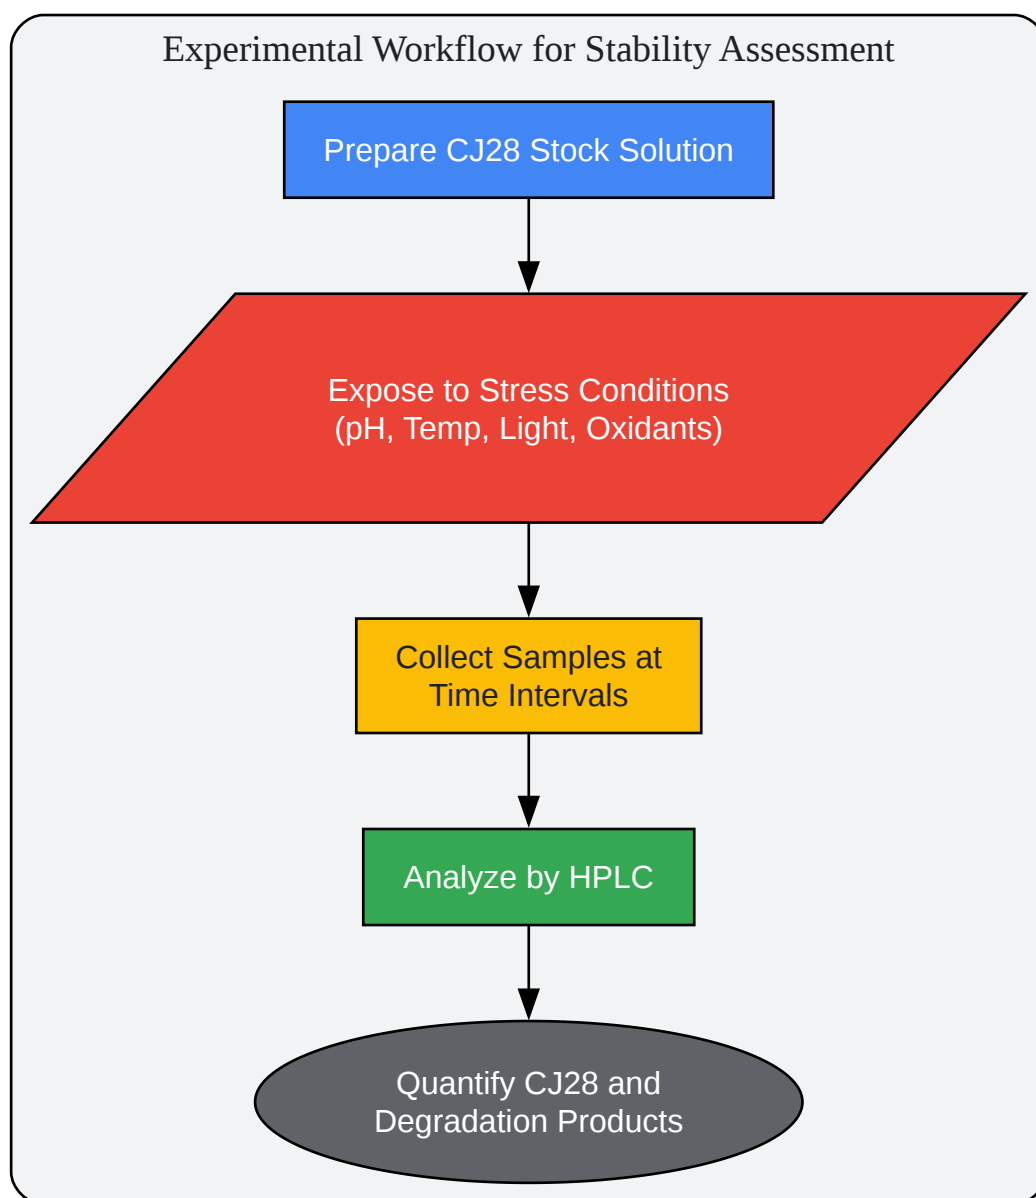 Experimental Workflow for Stability Assessment
Prepare CJ28 Stock Solution
Expose to Stress Conditions
(pH, Temp, Light, Oxidants)
Collect Samples at
Time Intervals
Analyze by HPLC
Quantify CJ28 and
Degradation Products